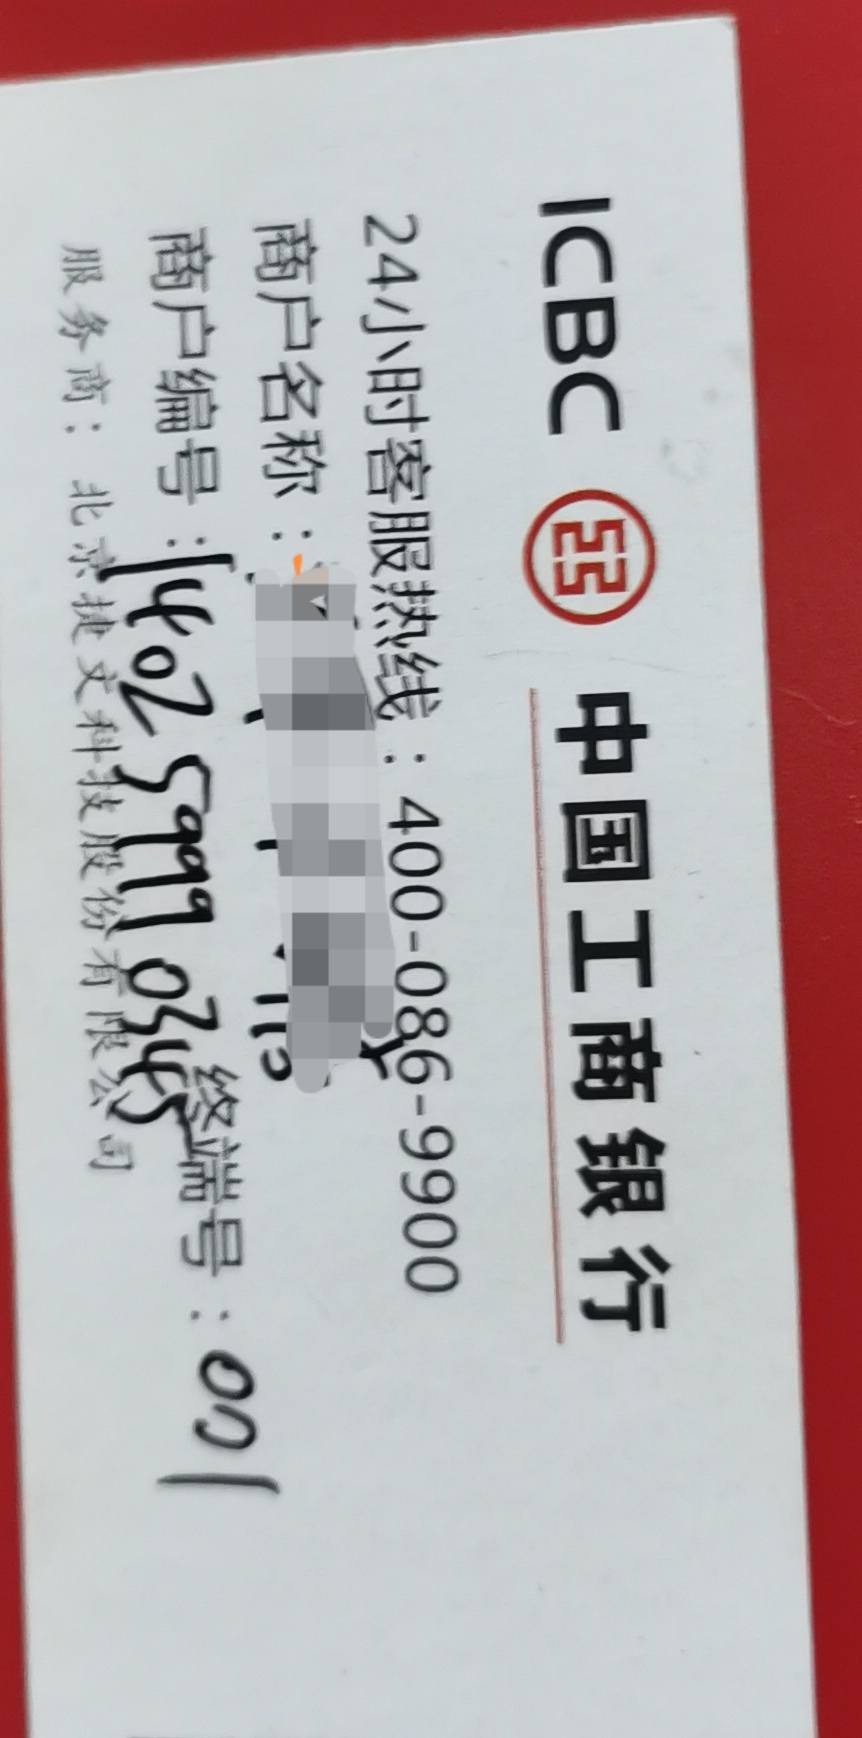 ICBC 中国工商银行
24小时客服热线：400-086-9900
商户名称：
商户编号：140259990345 终端号：001
服务商：北京捷文科技股份有限公司